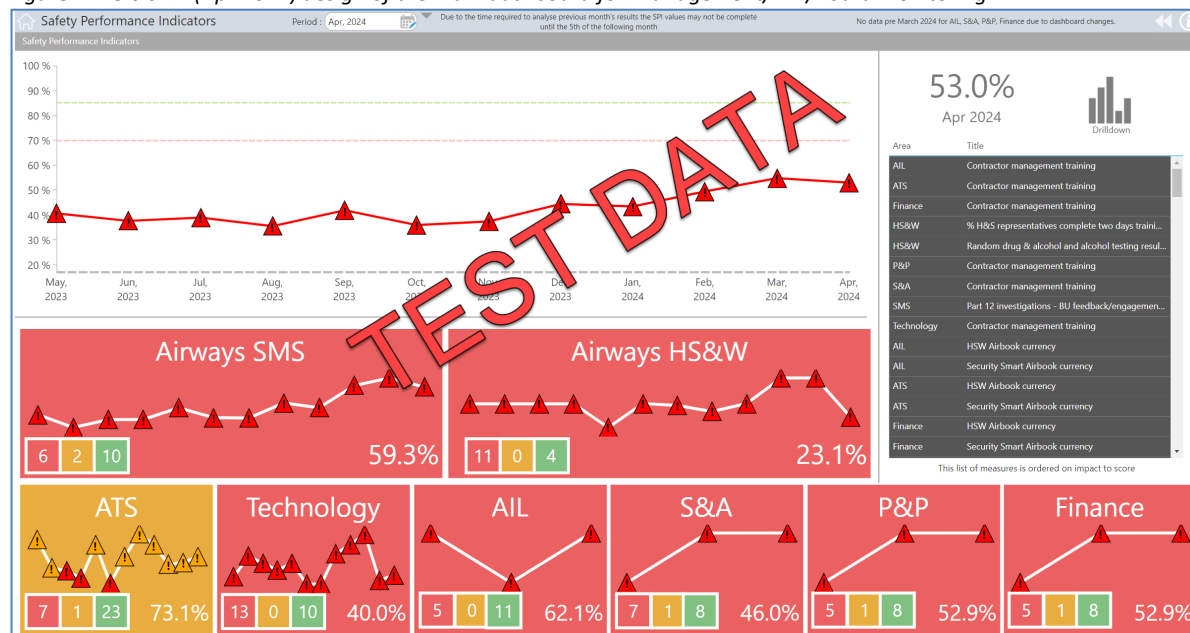 Safety Performance Indicators
Period : Apr, 2024
Due to the time required to analyse previous month's results the SPI values may not be complete
until the 5th of the following month
No data pre March 2024 for AIL, S&A, P&P, Finance due to dashboard changes.
Safety Performance Indicators
100 %
90 %
80 %
70 %
60 %
50 %
40 %
30 %
20 %
May, 2023
Jun, 2023
Jul, 2023
Aug, 2023
Sep, 2023
Oct, 2023
Nov, 2023
Dec, 2023
Jan, 2024
Feb, 2024
Mar, 2024
Apr, 2024
TEST DATA
53.0%
Apr 2024
Drilldown
Area Title
AIL Contractor management training
ATS Contractor management training
Finance Contractor management training
HS&W % H&S representatives complete two days traini...
HS&W Random drug & alcohol and alcohol testing resul...
P&P Contractor management training
S&A Contractor management training
SMS Part 12 investigations - BU feedback/engagemen...
Technology Contractor management training
AIL HSW Airbook currency
AIL Security Smart Airbook currency
ATS HSW Airbook currency
ATS Security Smart Airbook currency
Finance HSW Airbook currency
Finance Security Smart Airbook currency
This list of measures is ordered on impact to score
Airways SMS
6 2 10 59.3%
Airways HS&W
11 0 4 23.1%
ATS
7 1 23 73.1%
Technology
13 0 10 40.0%
AIL
5 0 11 62.1%
S&A
7 1 8 46.0%
P&P
5 1 8 52.9%
Finance
5 1 8 52.9%